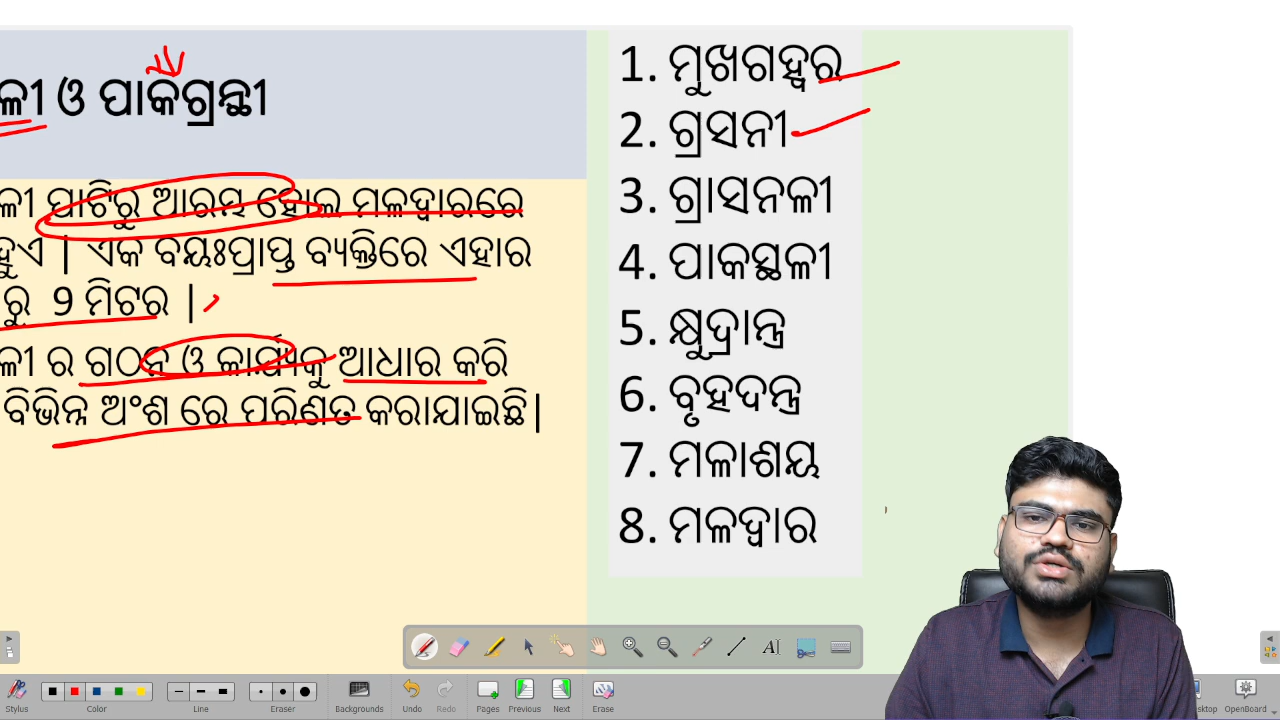 ଳୀ ଓ ପାକଗ୍ରନ୍ଥୀ
ଳୀ ପାଟିରୁ ଆରମ୍ଭ ହୋଇ ମଳଦ୍ୱାରରେ
ହୁଏ | ଏକ ବୟଃପ୍ରାପ୍ତ ବ୍ୟକ୍ତିରେ ଏହାର
ରୁ 9 ମିଟର |
ଳୀ ର ଗଠନ ଓ କାର୍ଯ୍ୟକୁ ଆଧାର କରି
ବିଭିନ୍ନ ଅଂଶ ରେ ପରିଣତ କରାଯାଇଛି|
1. ମୁଖଗହ୍ୱର
2. ଗ୍ରସନୀ
3. ଗ୍ରାସନଳୀ
4. ପାକସ୍ଥଳୀ
5. କ୍ଷୁଦ୍ରାନ୍ତ୍ର
6. ବୃହଦନ୍ତ୍ର
7. ମଳାଶୟ
8. ମଳଦ୍ୱାର
Stylus Color Line Eraser Backgrounds Undo Redo Pages Previous Next Erase sktop OpenBoard